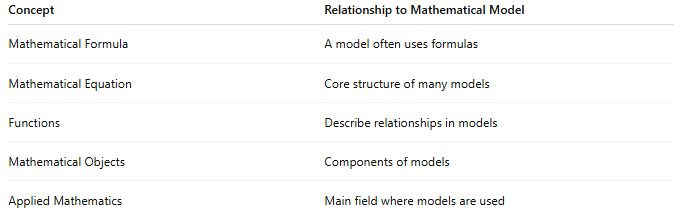 Concept Relationship to Mathematical Model
Mathematical Formula A model often uses formulas
Mathematical Equation Core structure of many models
Functions Describe relationships in models
Mathematical Objects Components of models
Applied Mathematics Main field where models are used